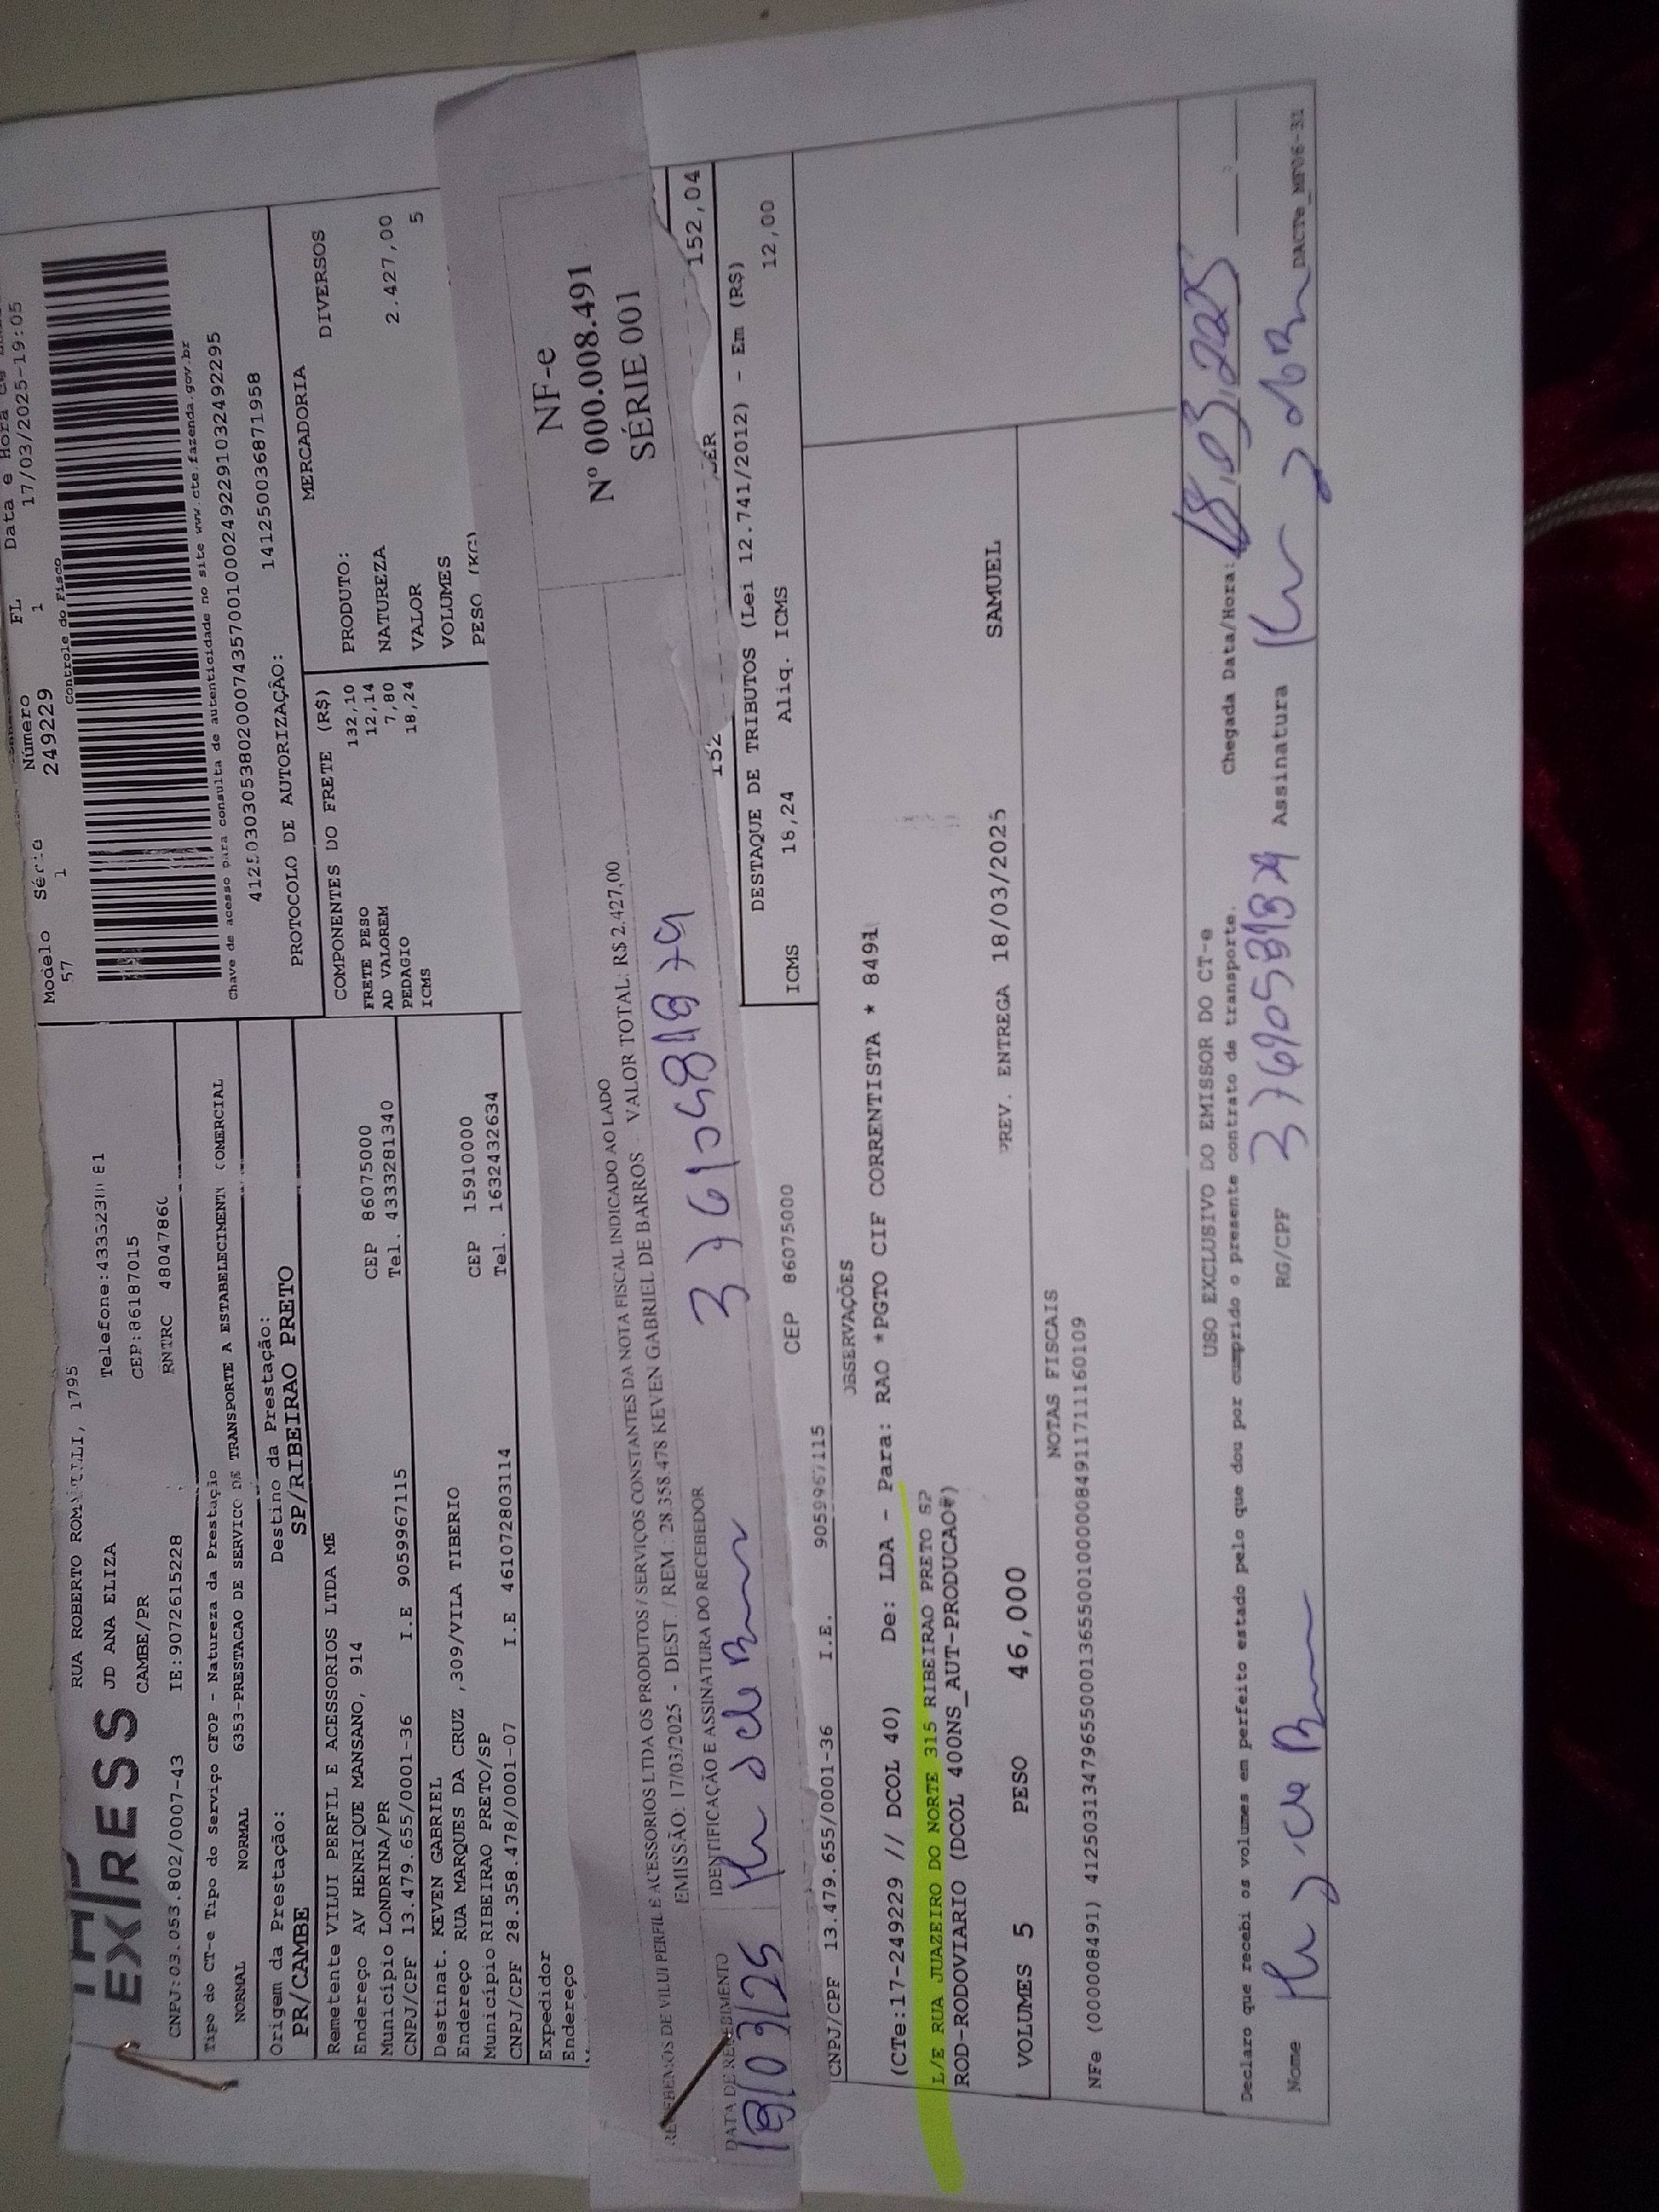 EXPRESS
RUA ROBERTO
1795
JD ANA ELIZA
CAMBE/PR
CEP:86187015
CNPJ:03.053.802/0007-43 IE:9072615228 RNTRC
Tipo do CT-e Tipo do Serviço CFOP - Natureza da Prestação
NORMAL NORMAL 6353-PRESTACAO DE SERVICO DE TRANSPORTE A ESTABELECIMENT COMERCIAL
Origem da Prestação: Destino da Prestação:
PR/CAMBE SP/RIBEIRAO PRETO
Remetente VILUI PERFIL E ACESSORIOS LTDA ME
Endereço AV HENRIQUE MANSANO, 914 CEP 86075000
Município LONDRINA/PR Tel. 4333281340
CNPJ/CPF 13.479.655/0001-36 I.E 9059967115
Destinat. KEVEN GABRIEL
Endereço RUA MARQUES DA CRUZ ,309/VILA TIBERIO CEP 15910000
Município RIBEIRAO PRETO/SP Tel. 1632432634
CNPJ/CPF 28.358.478/0001-07 I.E 461072803114
Expedidor
Endereço
Data e Hora de
Modelo Série Número FL
57 1 249229 1 17/03/2025-19:05
Controle do Fisco
Chave de acesso para consulta de autenticidade no site www.cte.fazenda.gov.br
PROTOCOLO DE AUTORIZAÇÃO: 141250036871958
COMPONENTES DO FRETE (R$)
FRETE PESO 132,10
AD VALOREM 12,14
PEDAGIO 7,80
ICMS 18,24
MERCADORIA
PRODUTO: DIVERSOS
NATUREZA
VALOR 2.427,00
VOLUMES 5
PESO (KG)
RECEBEMOS DE VILUI PERFIL E ACESSORIOS LTDA OS PRODUTOS / SERVIÇOS CONSTANTES DA NOTA FISCAL INDICADO AO LADO
EMISSÃO: 17/03/2025 - DEST. / REM.: 28.358.478 KEVEN GABRIEL DE BARROS VALOR TOTAL: R$ 2.427,00
DATA DE RECEBIMENTO IDENTIFICAÇÃO E ASSINATURA DO RECEBEDOR
18/03/25
NF-e
Nº 000.008.491
SÉRIE 001
152 152,04
DESTAQUE DE TRIBUTOS (Lei 12.741/2012) - Em (R$)
ICMS 18,24 Aliq. ICMS 12,00
CEP 86075000
CNPJ/CPF 13.479.655/0001-36 I.E. 9059967115
OBSERVAÇÕES
(CTe:17-249229 // DCOL 40) De: LDA - Para: RAO *PGTO CIF CORRENTISTA * 8491
L/E RUA JUAZEIRO DO NORTE 315 RIBEIRAO PRETO SP
ROD-RODOVIARIO (DCOL 400NS_AUT-PRODUCAO#)
VOLUMES 5 PESO 46,000 PREV. ENTREGA 18/03/2025 SAMUEL
NOTAS FISCAIS
NFe (000008491) 41250313479655000136550010000084911711160109
USO EXCLUSIVO DO EMISSOR DO CT-e
Declaro que recebi os volumes em perfeito estado pelo que dou por cumprido o presente contrato de transporte. Chegada Data/Hora: 18.03.2025
Nome RG/CPF Assinatura